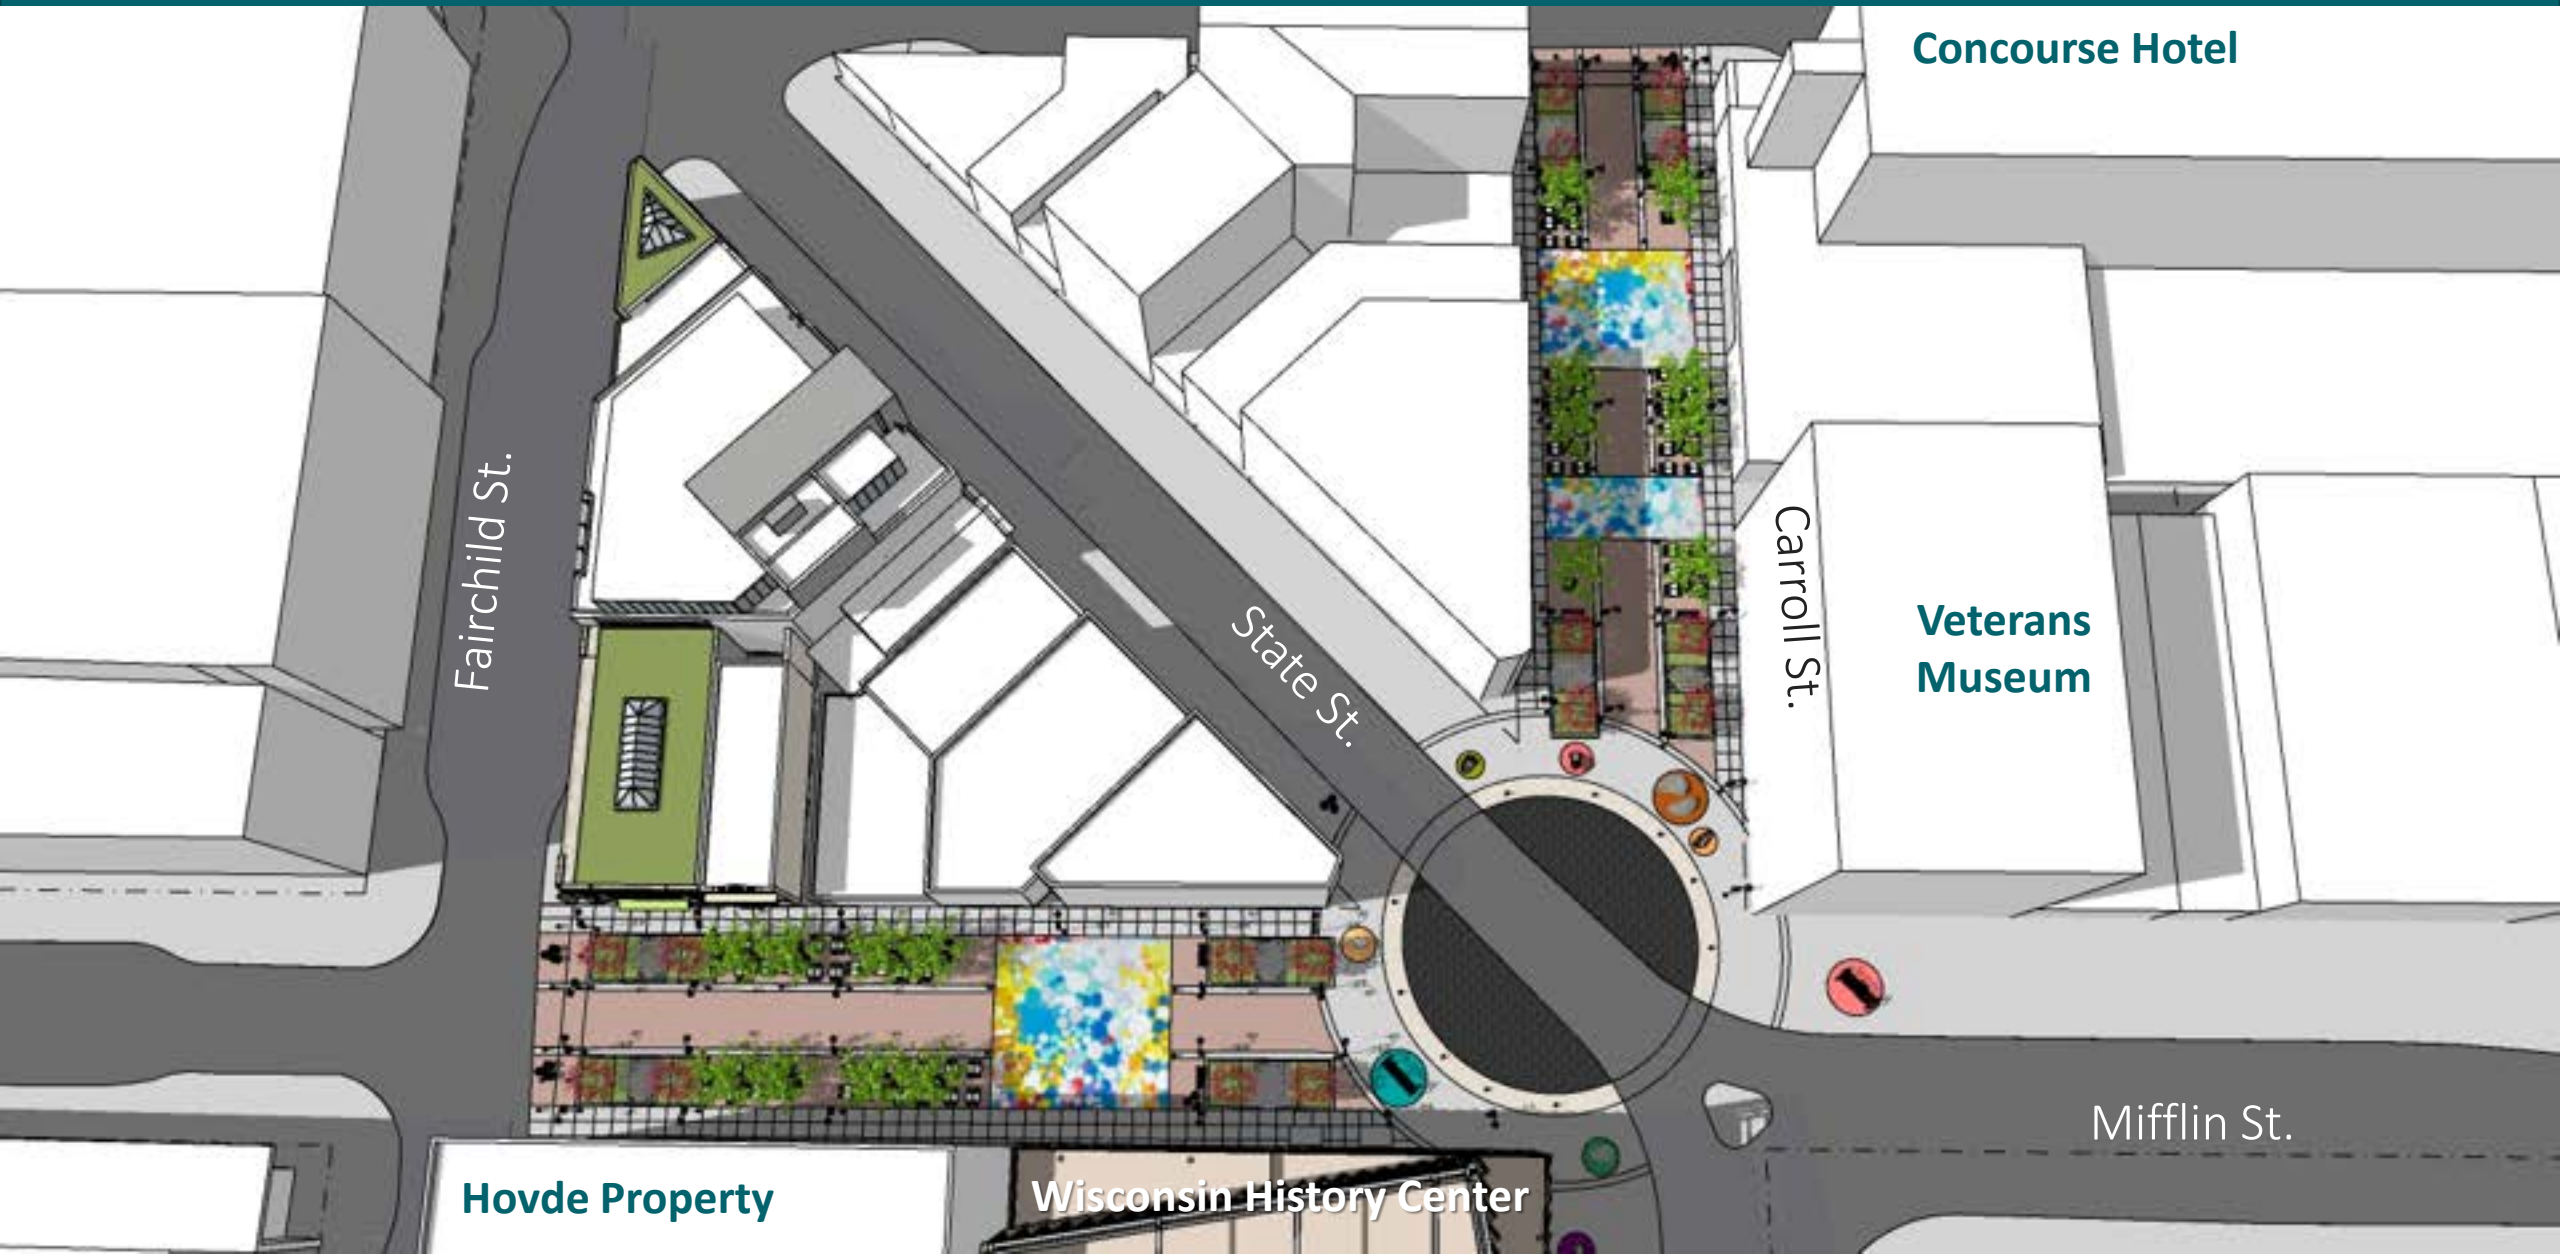 Concourse Hotel
Fairchild St.
State St.
Carroll St.
Veterans
Museum
Mifflin St.
Hovde Property
Wisconsin History Center